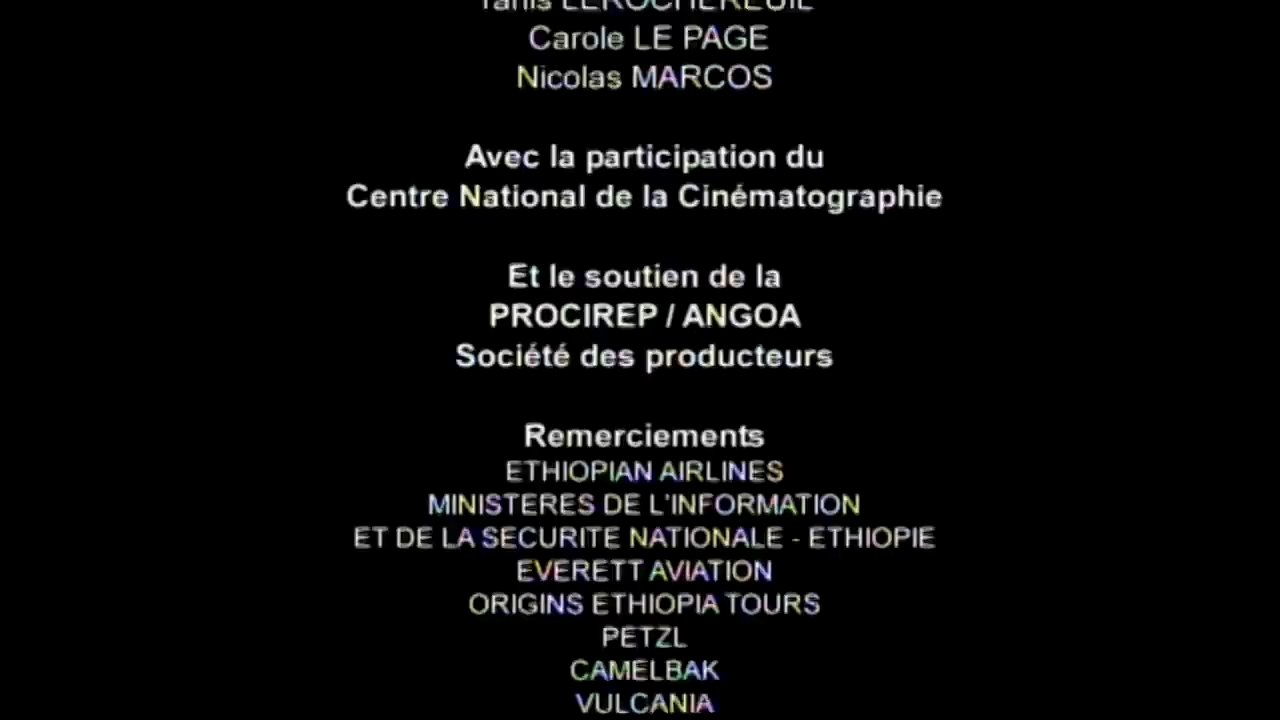 Carole LE PAGE
Nicolas MARCOS
Avec la participation du
Centre National de la Cinématographie
Et le soutien de la
PROCIREP / ANGOA
Société des producteurs
Remerciements
ETHIOPIAN AIRLINES
MINISTERES DE L'INFORMATION
ET DE LA SECURITE NATIONALE - ETHIOPIE
EVERETT AVIATION
ORIGINS ETHIOPIA TOURS
PETZL
CAMELBAK
VULCANIA